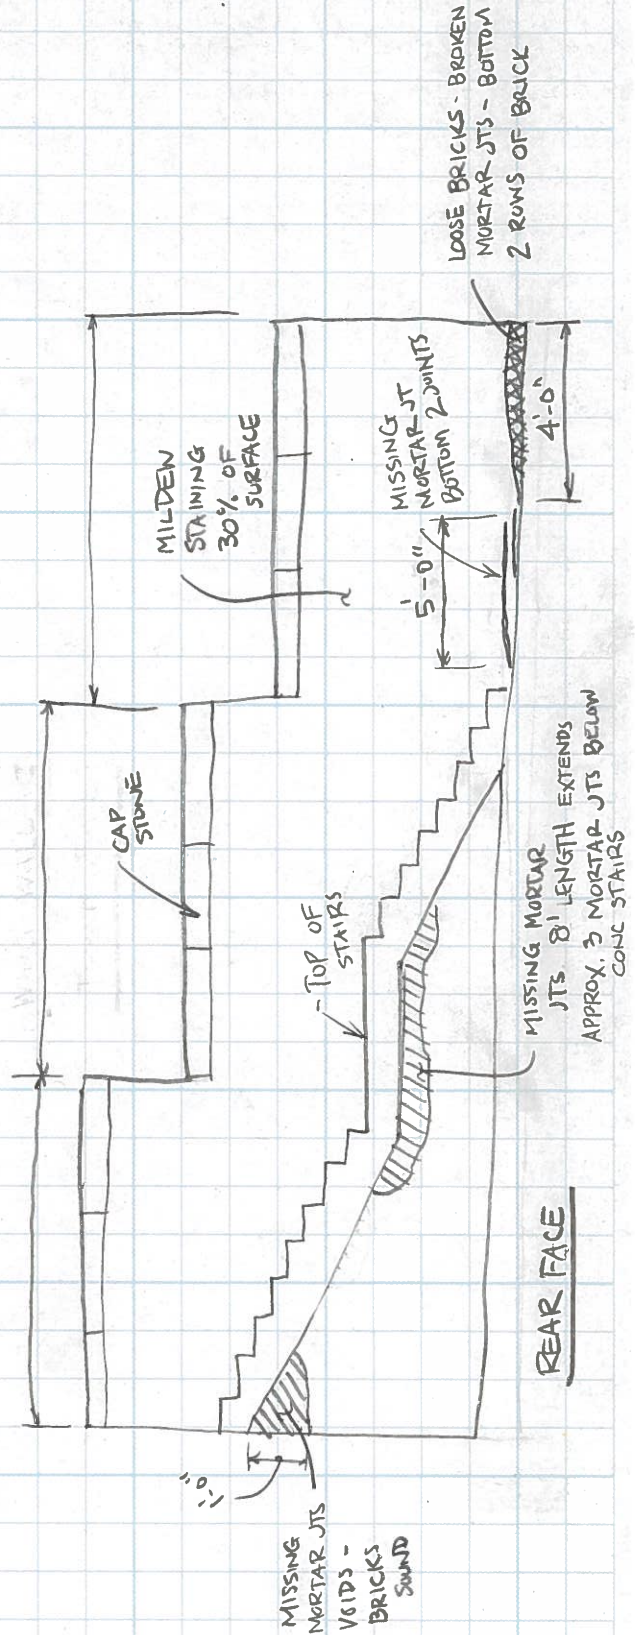 MISSING
MORTAR JTS
VOIDS -
BRICKS
SOUND
1'-0"
CAP
STONE
- TOP OF
STAIRS
MILDEW
STAINING
30% OF
SURFACE
MISSING
MORTAR JT
BOTTOM 2 JOINTS
5'-0"
4'-0"
LOOSE BRICKS - BROKEN
MORTAR JTS - BOTTOM
2 ROWS OF BRICK
MISSING MORTAR
JTS 8' LENGTH EXTENDS
APPROX. 3 MORTAR JTS BELOW
CONC STAIRS
REAR FACE